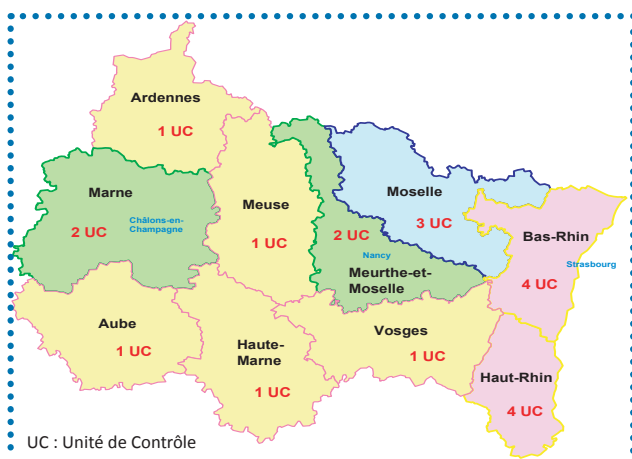 Ardennes
1 UC
Marne
2 UC
Châlons-en-
Champagne
Meuse
1 UC
Moselle
3 UC
2 UC
Nancy
Meurthe-et-
Moselle
Bas-Rhin
4 UC
Strasbourg
Aube
1 UC
Haute-
Marne
1 UC
Vosges
1 UC
Haut-Rhin
4 UC
UC : Unité de Contrôle